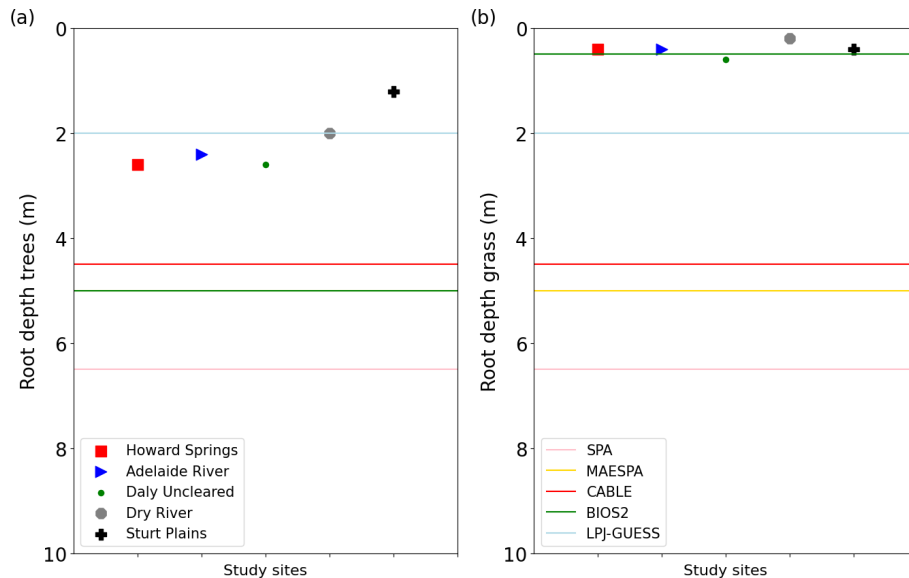 (a)
0
2
4
6
8
10
Root depth trees (m)
Howard Springs
Adelaide River
Daly Uncleared
Dry River
Sturt Plains
Study sites
(b)
0
2
4
6
8
10
Root depth grass (m)
SPA
MAESPA
CABLE
BIOS2
LPJ-GUESS
Study sites